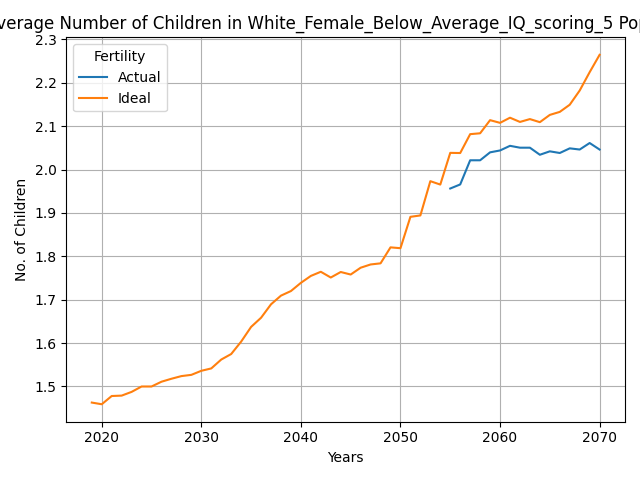 verage Number of Children in White_Female_Below_Average_IQ_scoring_5 Po
Fertility
Actual
Ideal
2.3
2.2
2.1
2.0
1.9
1.8
1.7
1.6
1.5
No. of Children
2020 2030 2040 2050 2060 2070
Years